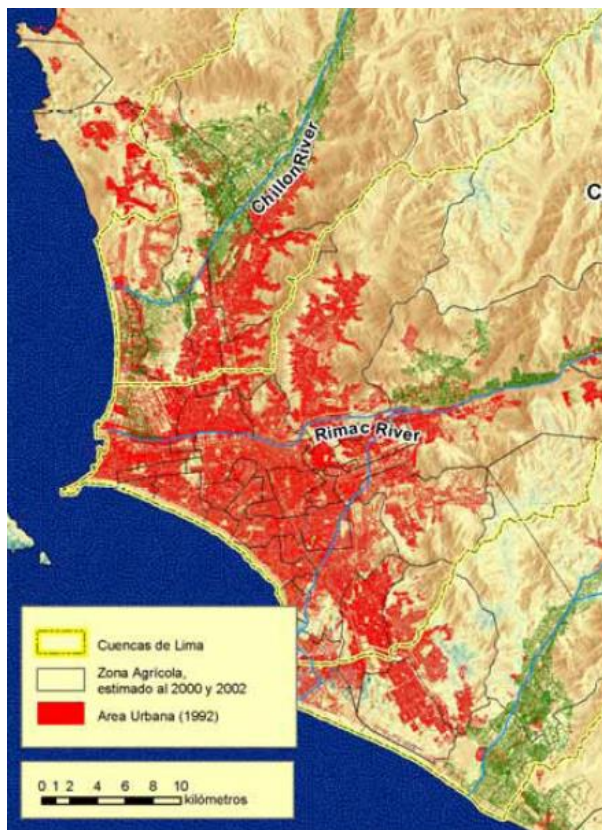 Chillon River
C
Rimac River
Cuencas de Lima
Zona Agrícola,
estimado al 2000 y 2002
Area Urbana (1992)
0 1 2 4 6 8 10
kilómetros